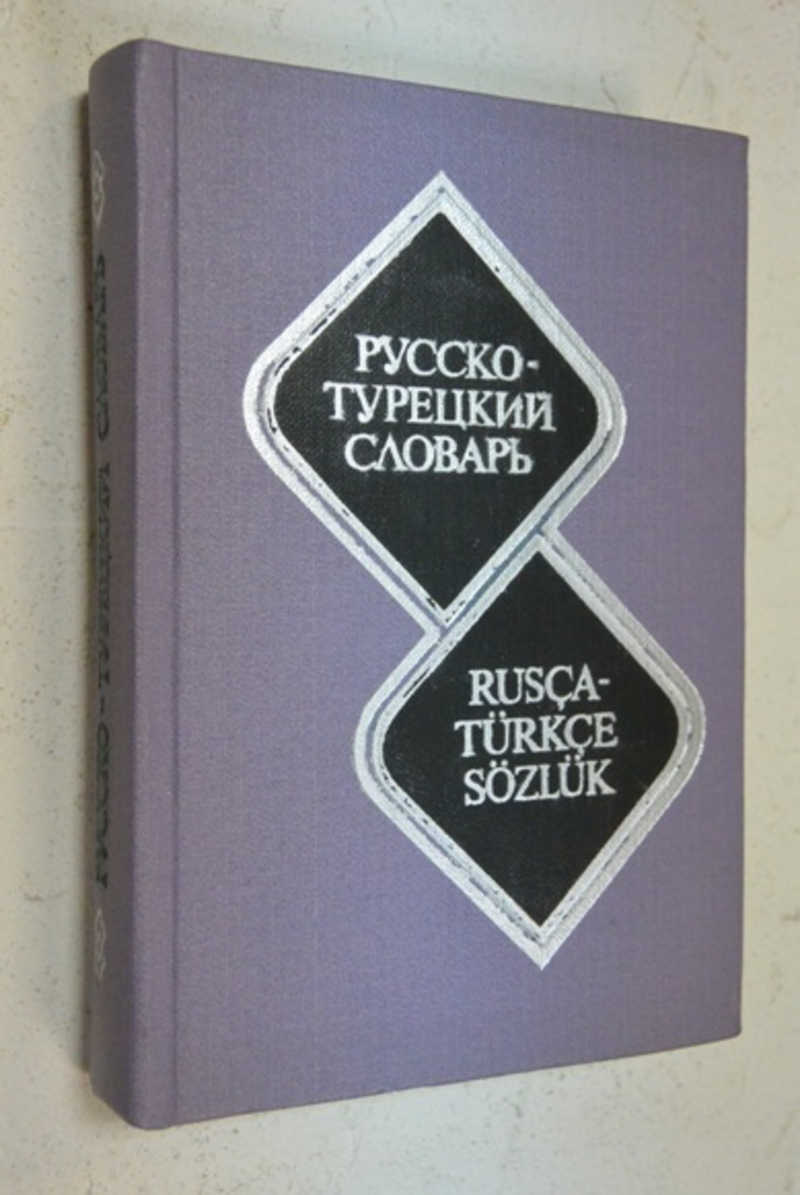 РУССКО-
ТУРЕЦКИЙ
СЛОВАРЬ
RUSÇA-
TÜRKÇE
SÖZLÜK
РУССКО-ТУРЕЦКИЙ СЛОВАРЬ